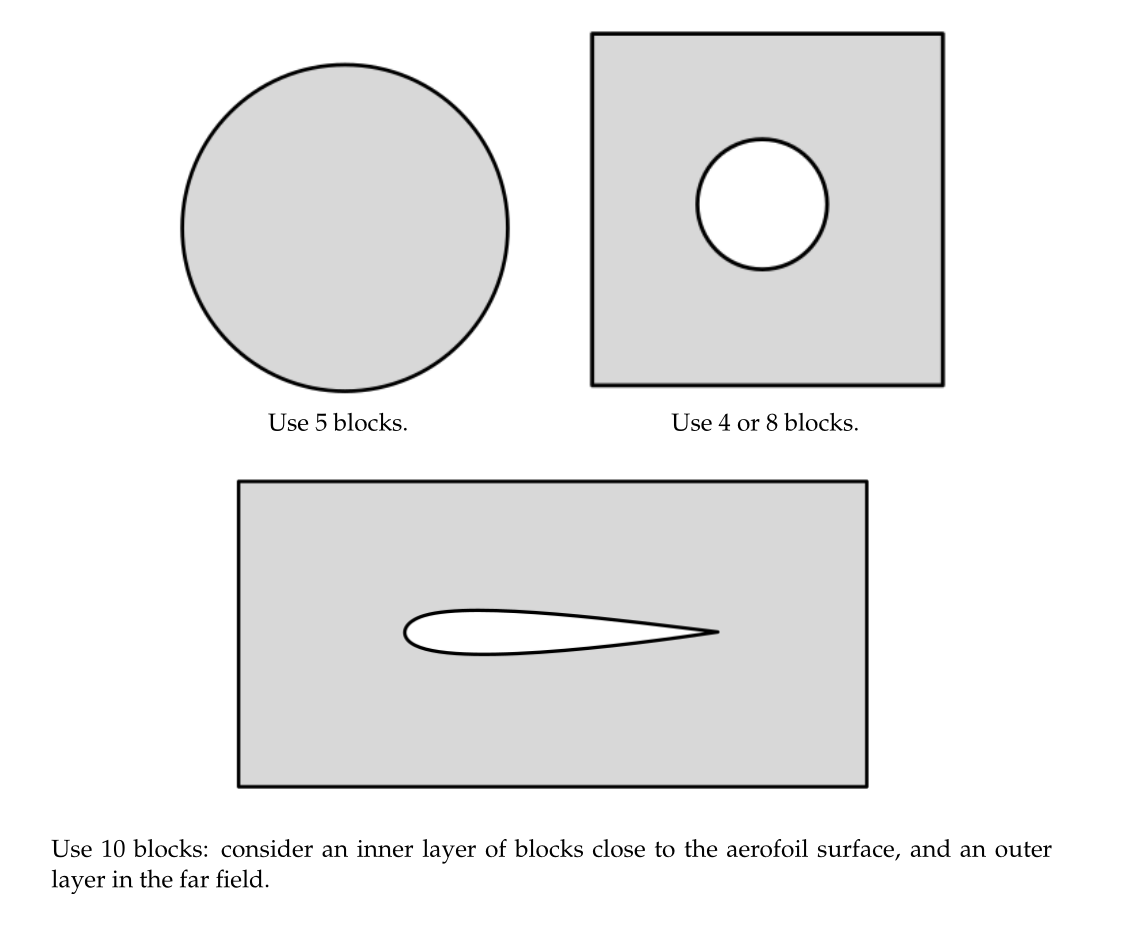 Use 5 blocks.
Use 4 or 8 blocks.
Use 10 blocks: consider an inner layer of blocks close to the aerofoil surface, and an outer
layer in the far field.